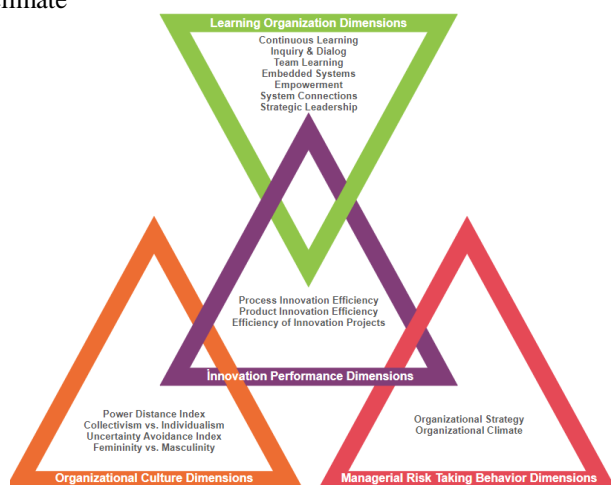 Learning Organization Dimensions
Continuous Learning
Inquiry & Dialog
Team Learning
Embedded Systems
Empowerment
System Connections
Strategic Leadership
Process Innovation Efficiency
Product Innovation Efficiency
Efficiency of Innovation Projects
İnnovation Performance Dimensions
Power Distance Index
Collectivism vs. Individualism
Uncertainty Avoidance Index
Femininity vs. Masculinity
Organizational Culture Dimensions
Organizational Strategy
Organizational Climate
Managerial Risk Taking Behavior Dimensions